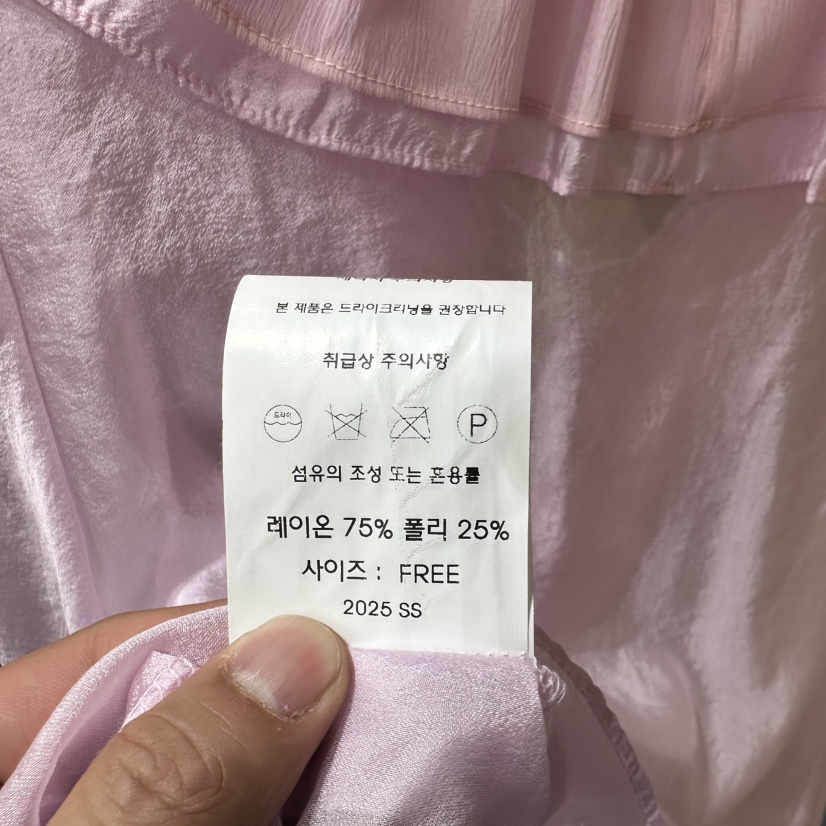 본 제품은 드라이크리닝을 권장합니다
취급상 주의사항
드라이
P
섬유의 조성 또는 혼용률
레이온 75% 폴리 25%
사이즈 : FREE
2025 SS